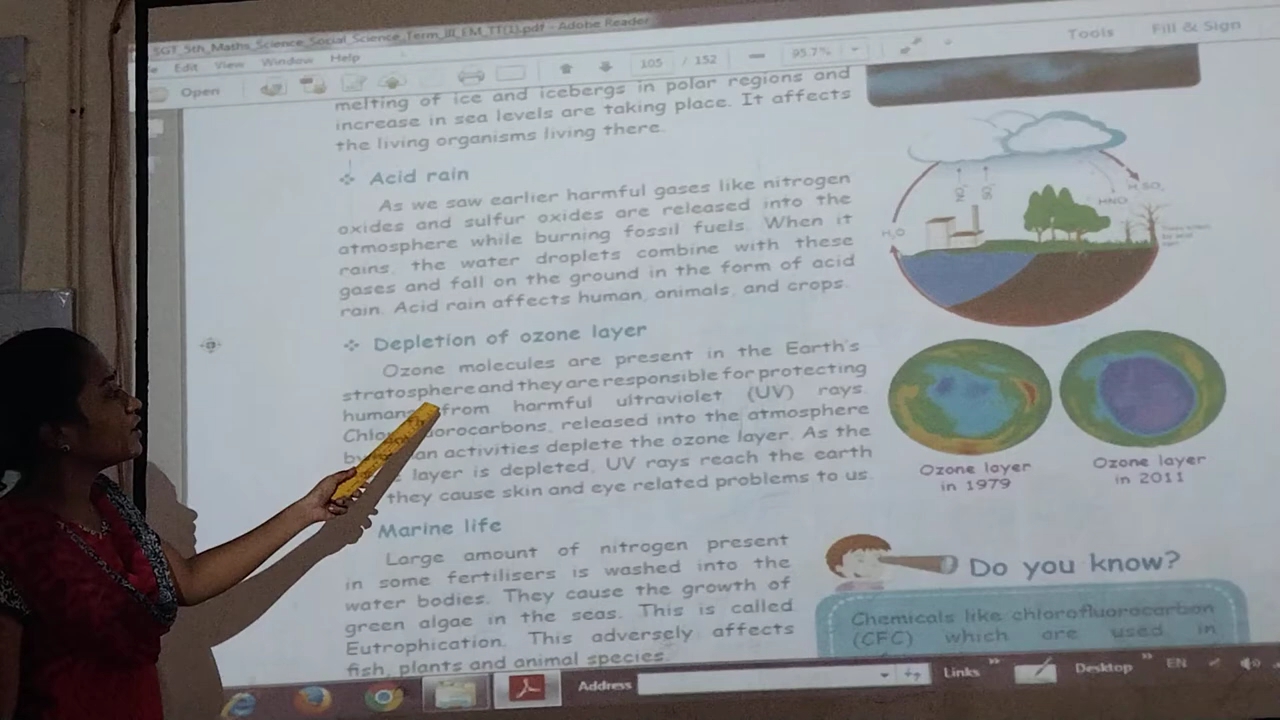 SGT_5th_Maths_Science_Social_Science_Term_III_EM_TT(1).pdf - Adobe Reader
Edit View Window Help
Tools Fill & Sign
Open 105 / 152 95.7%
melting of ice and icebergs in polar regions and
increase in sea levels are taking place. It affects
the living organisms living there.
Acid rain
As we saw earlier harmful gases like nitrogen
oxides and sulfur oxides are released into the
atmosphere while burning fossil fuels. When it
rains, the water droplets combine with these
gases and fall on the ground in the form of acid
rain. Acid rain affects human, animals, and crops.
H₂O
HNO
H₂SO₄
Depletion of ozone layer
Ozone molecules are present in the Earth's
stratosphere and they are responsible for protecting
humans from harmful ultraviolet (UV) rays.
released into the atmosphere
activities deplete the ozone layer. As the
layer is depleted, UV rays reach the earth
they cause skin and eye related problems to us.
Ozone layer
in 1979
Ozone layer
in 2011
Marine life
Large amount of nitrogen present
in some fertilisers is washed into the
water bodies. They cause the growth of
green algae in the seas. This is called
Eutrophication. This adversely affects
fish, plants and animal species.
Do you know?
Chemicals like chlorofluorocarbon
(CFC) which are used in
Address Links Desktop EN